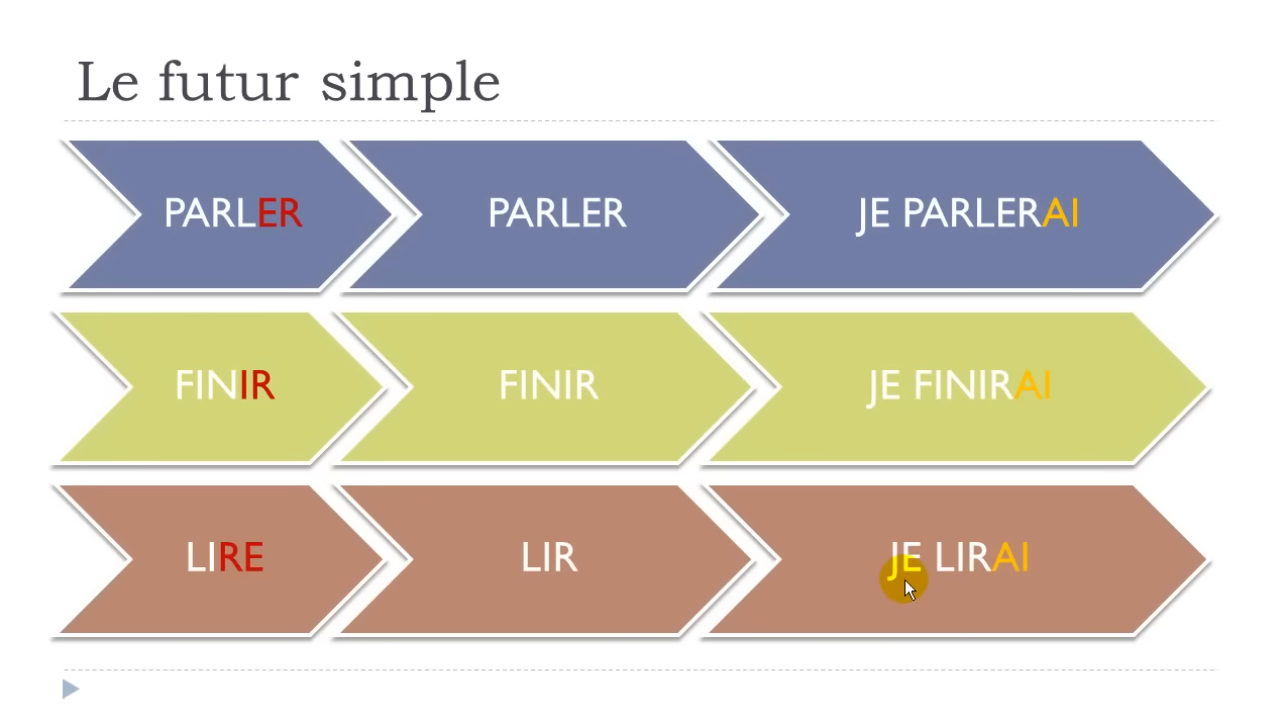 Le futur simple
PARLER PARLER JE PARLERAI
FINIR FINIR JE FINIRAI
LIRE LIR JE LIRAI